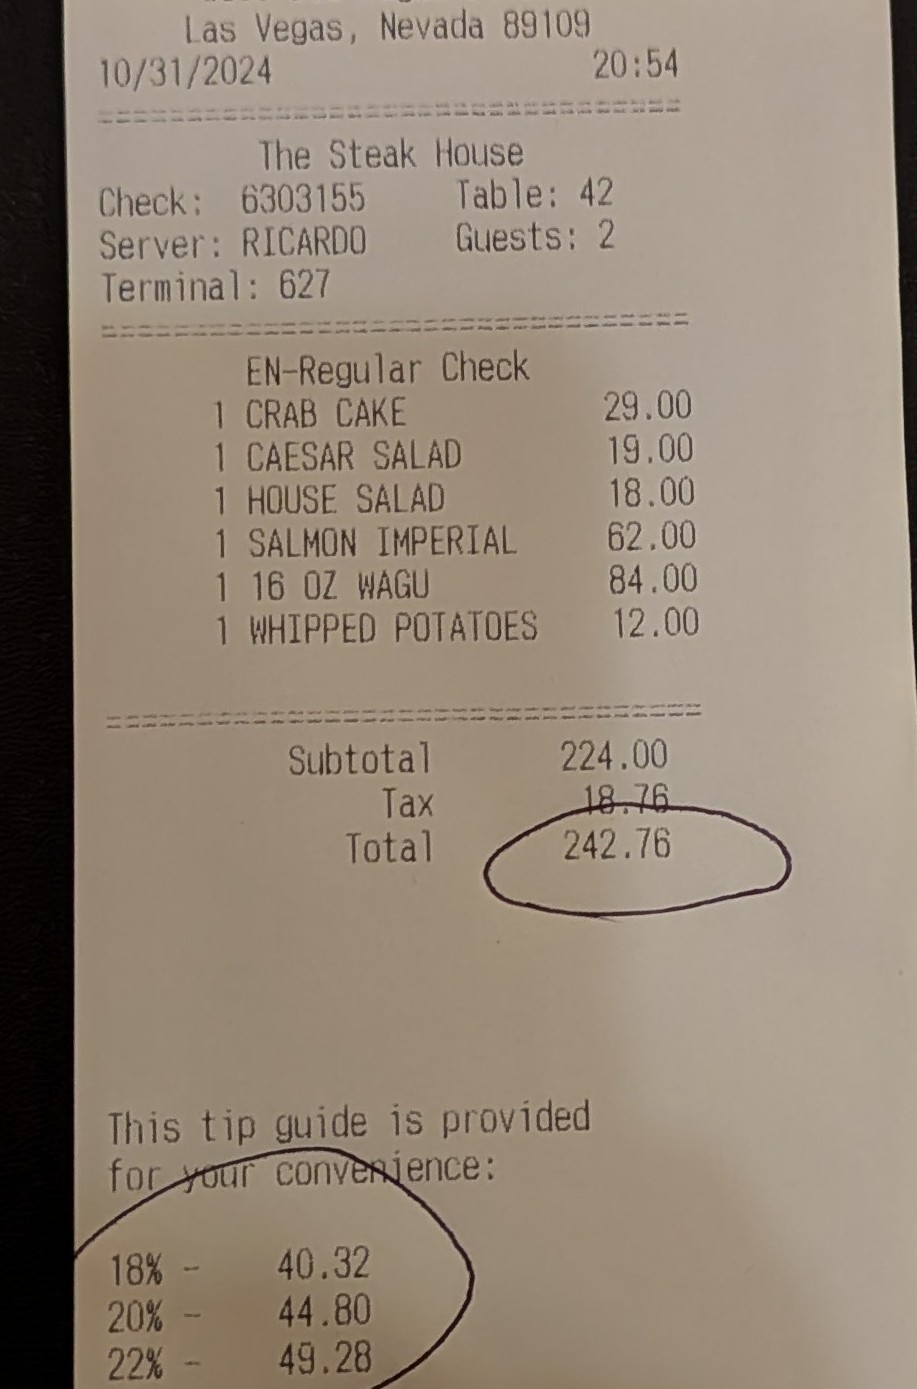 Las Vegas, Nevada 89109
10/31/2024 20:54
The Steak House
Check: 6303155 Table: 42
Server: RICARDO Guests: 2
Terminal: 627
EN-Regular Check
1 CRAB CAKE 29.00
1 CAESAR SALAD 19.00
1 HOUSE SALAD 18.00
1 SALMON IMPERIAL 62.00
1 16 OZ WAGU 84.00
1 WHIPPED POTATOES 12.00
Subtotal 224.00
Tax 18.76
Total 242.76
This tip guide is provided
for your convenience:
18% - 40.32
20% - 44.80
22% - 49.28